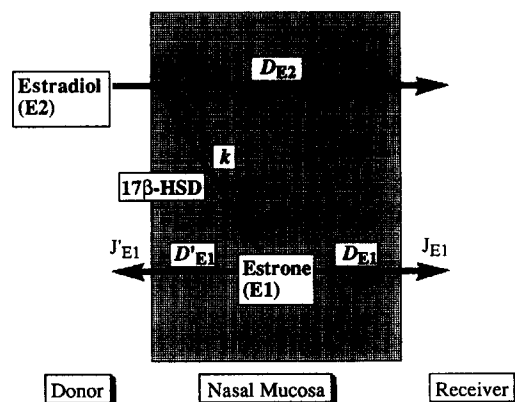 D_E2
Estradiol
(E2)
k
17β-HSD
J'_E1
D'_E1
Estrone
(E1)
D_E1
J_E1
Donor
Nasal Mucosa
Receiver